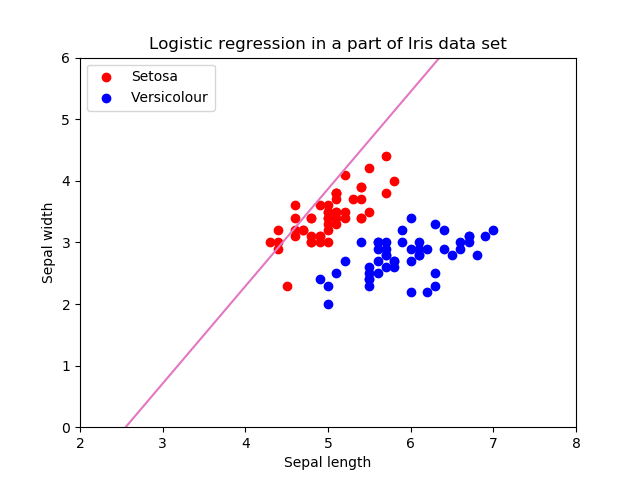 Logistic regression in a part of Iris data set
Setosa
Versicolour
6
5
4
3
2
1
0
Sepal width
2 3 4 5 6 7 8
Sepal length